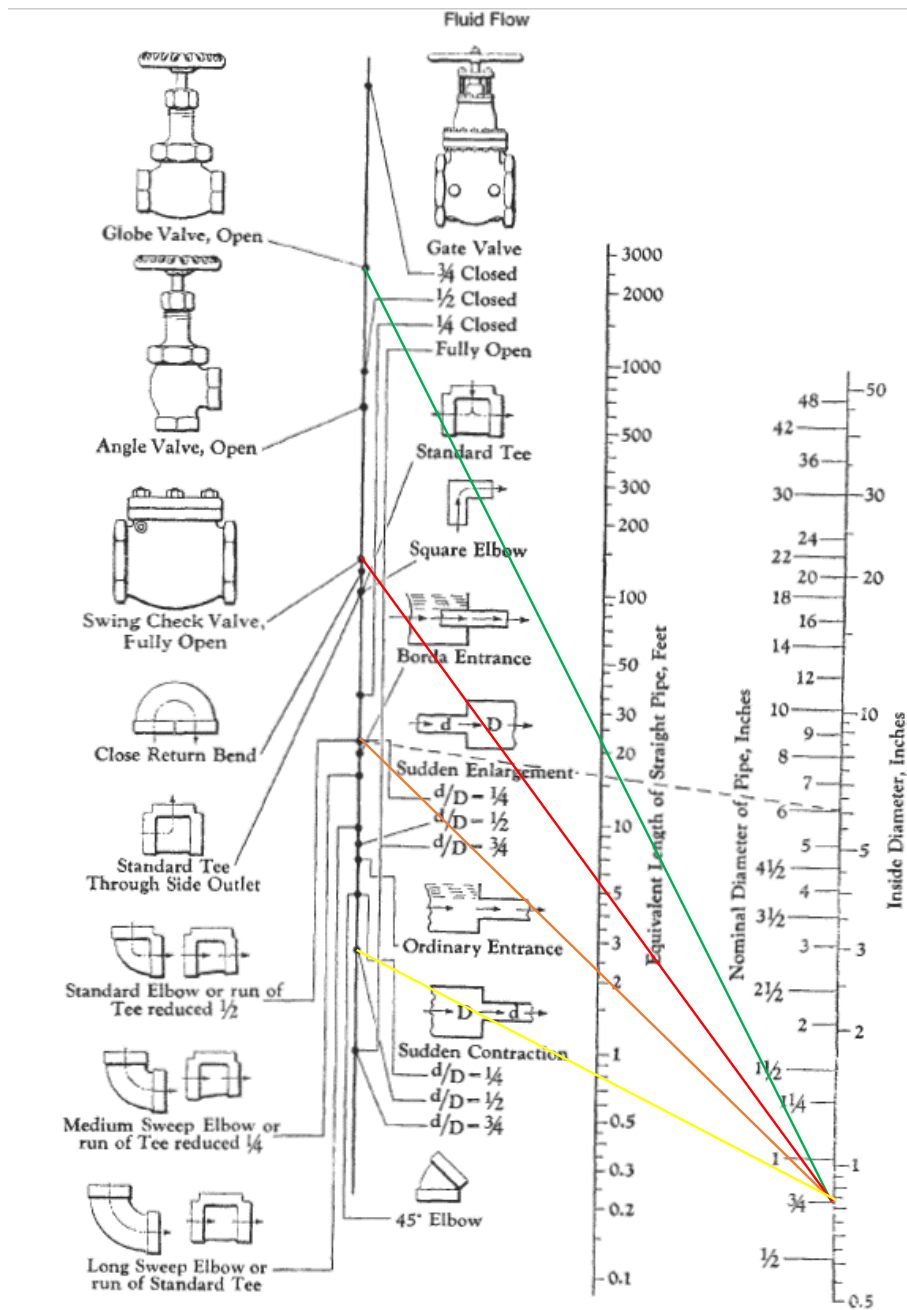 Fluid Flow
Globe Valve, Open
Angle Valve, Open
Swing Check Valve,
Fully Open
Close Return Bend
Standard Tee
Through Side Outlet
Standard Elbow or run of
Tee reduced ½
Medium Sweep Elbow or
run of Tee reduced ¼
Long Sweep Elbow or
run of Standard Tee
Gate Valve
¾ Closed
½ Closed
¼ Closed
Fully Open
Standard Tee
Square Elbow
Borda Entrance
d D
Sudden Enlargement
d/D - ¼
d/D - ½
d/D - ¾
Ordinary Entrance
D d
Sudden Contraction
d/D - ¼
d/D - ½
d/D - ¾
45° Elbow
3000
2000
1000
500
300
200
100
50
30
20
10
5
3
2
1
0.5
0.3
0.2
0.1
Equivalent Length of Straight Pipe, Feet
Nominal Diameter of Pipe, Inches
48
42
36
30
24
22
20
18
16
14
12
10
9
8
7
6
5
4½
4
3½
3
2½
2
1½
1¼
1
¾
½
50
30
20
10
5
3
2
1
0.5
Inside Diameter, Inches